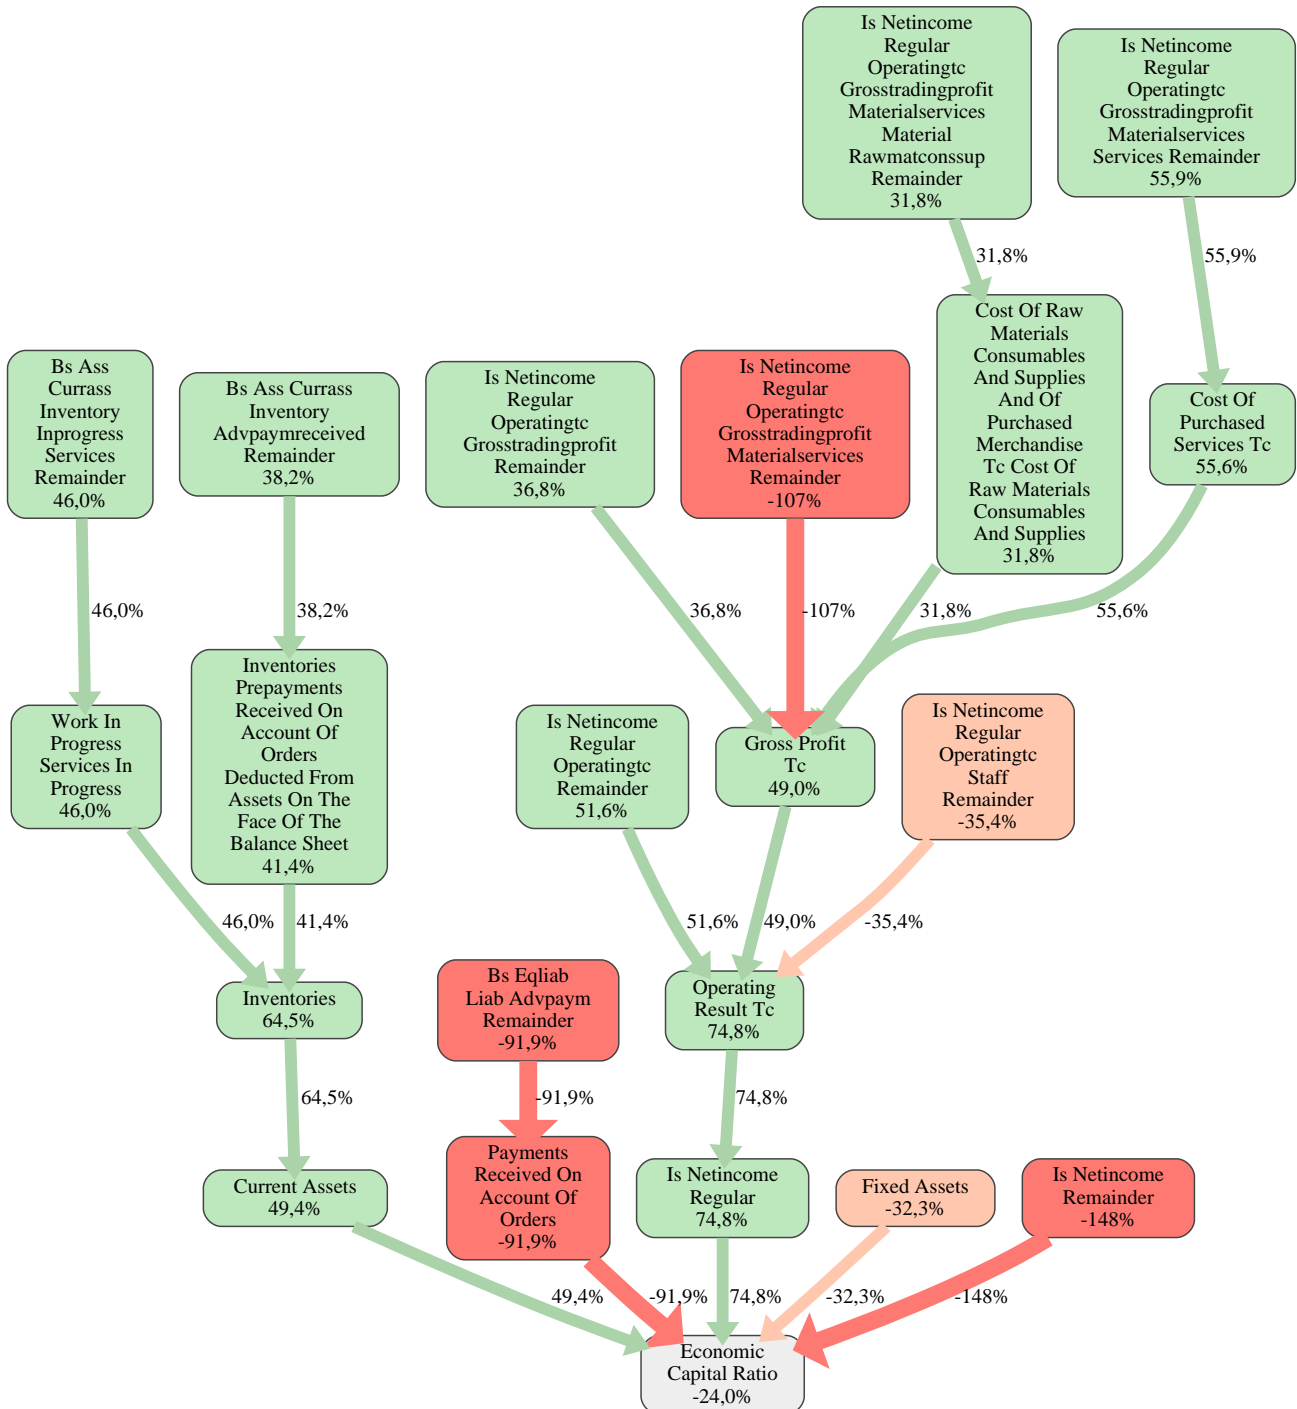 Is Netincome
Regular
Operatingtc
Grosstradingprofit
Materialservices
Material
Rawmatconssup
Remainder
31,8%
Is Netincome
Regular
Operatingtc
Grosstradingprofit
Materialservices
Services Remainder
55,9%
31,8%
55,9%
Bs Ass
Currass
Inventory
Inprogress
Services
Remainder
46,0%
Bs Ass Currass
Inventory
Advpaymreceived
Remainder
38,2%
Is Netincome
Regular
Operatingtc
Grosstradingprofit
Remainder
36,8%
Is Netincome
Regular
Operatingtc
Grosstradingprofit
Materialservices
Remainder
-107%
Cost Of Raw
Materials
Consumables
And Supplies
And Of
Purchased
Merchandise
Tc Cost Of
Raw Materials
Consumables
And Supplies
31,8%
Cost Of
Purchased
Services Tc
55,6%
46,0%
38,2%
36,8%
-107%
31,8%
55,6%
Work In
Progress
Services In
Progress
46,0%
Inventories
Prepayments
Received On
Account Of
Orders
Deducted From
Assets On The
Face Of The
Balance Sheet
41,4%
Is Netincome
Regular
Operatingtc
Remainder
51,6%
Gross Profit
Tc
49,0%
Is Netincome
Regular
Operatingtc
Staff
Remainder
-35,4%
46,0%
41,4%
51,6%
49,0%
-35,4%
Inventories
64,5%
Bs Eqliab
Liab Advpaym
Remainder
-91,9%
Operating
Result Tc
74,8%
64,5%
-91,9%
74,8%
Current Assets
49,4%
Payments
Received On
Account Of
Orders
-91,9%
Is Netincome
Regular
74,8%
Fixed Assets
-32,3%
Is Netincome
Remainder
-148%
49,4%
-91,9%
74,8%
-32,3%
-148%
Economic
Capital Ratio
-24,0%